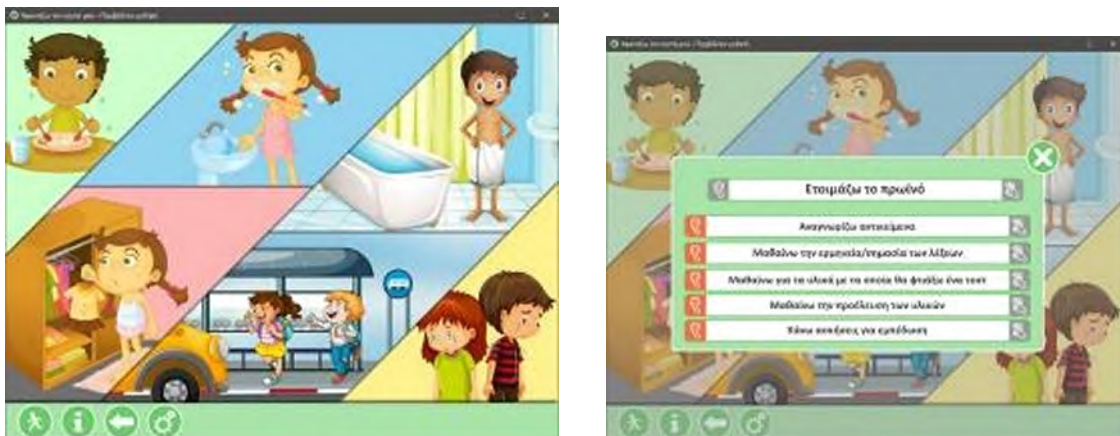 Ετοιμάζω το πρωϊνό
Αναγνωρίζω αντικείμενα
Μαθαίνω την ερμηνεία/σημασία των λέξεων
Μαθαίνω για τα υλικά με τα οποία θα φτιάξω ένα τοστ
Μαθαίνω την προέλευση των υλικών
Κάνω ασκήσεις για εμπέδωση